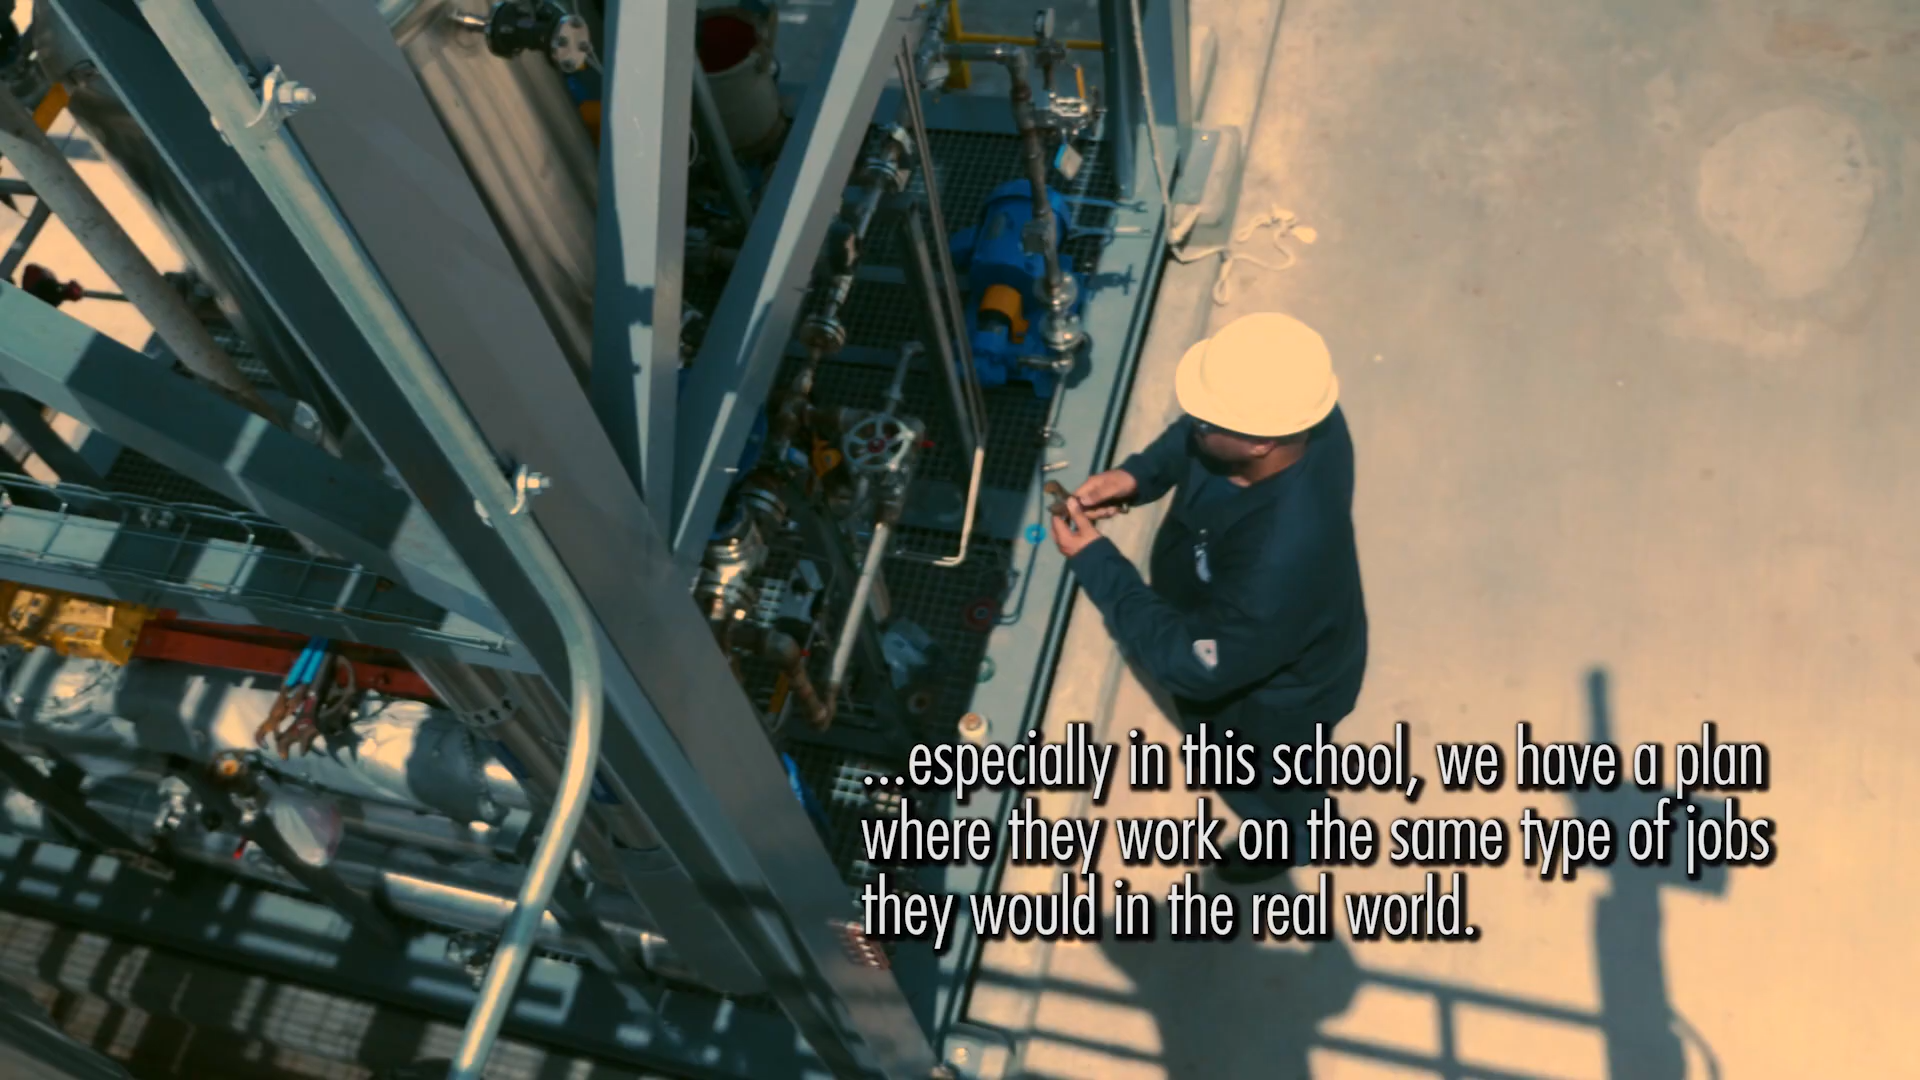 ...especially in this school, we have a plan
where they work on the same type of jobs
they would in the real world.